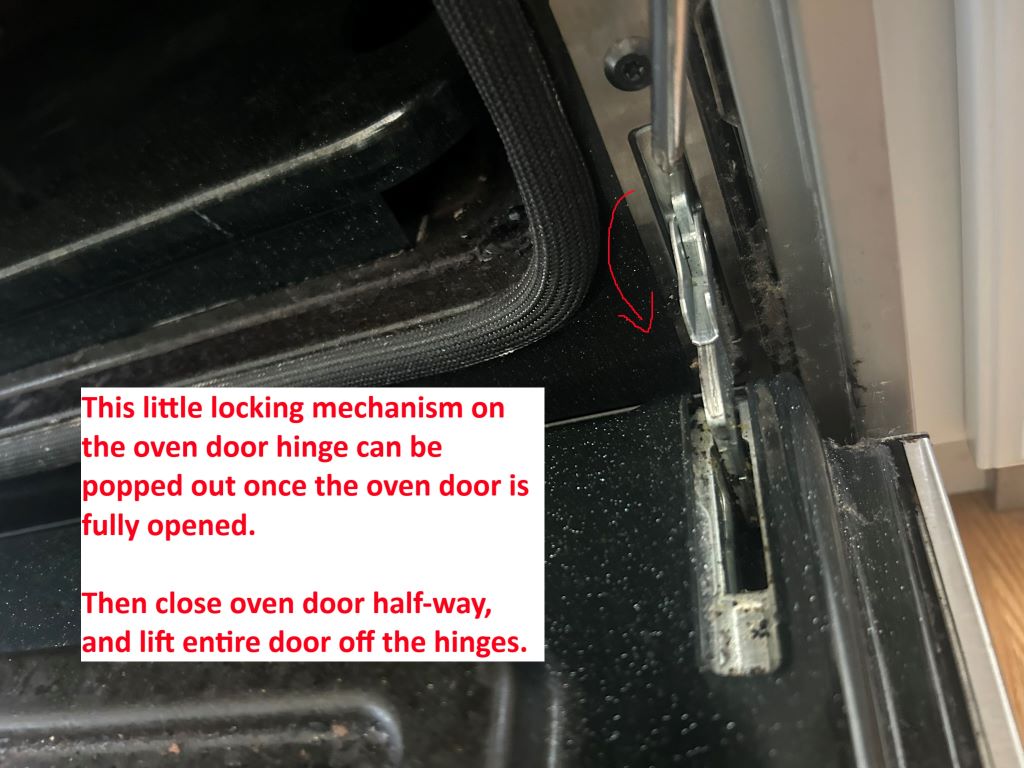 This little locking mechanism on
the oven door hinge can be
popped out once the oven door is
fully opened.
Then close oven door half-way,
and lift entire door off the hinges.